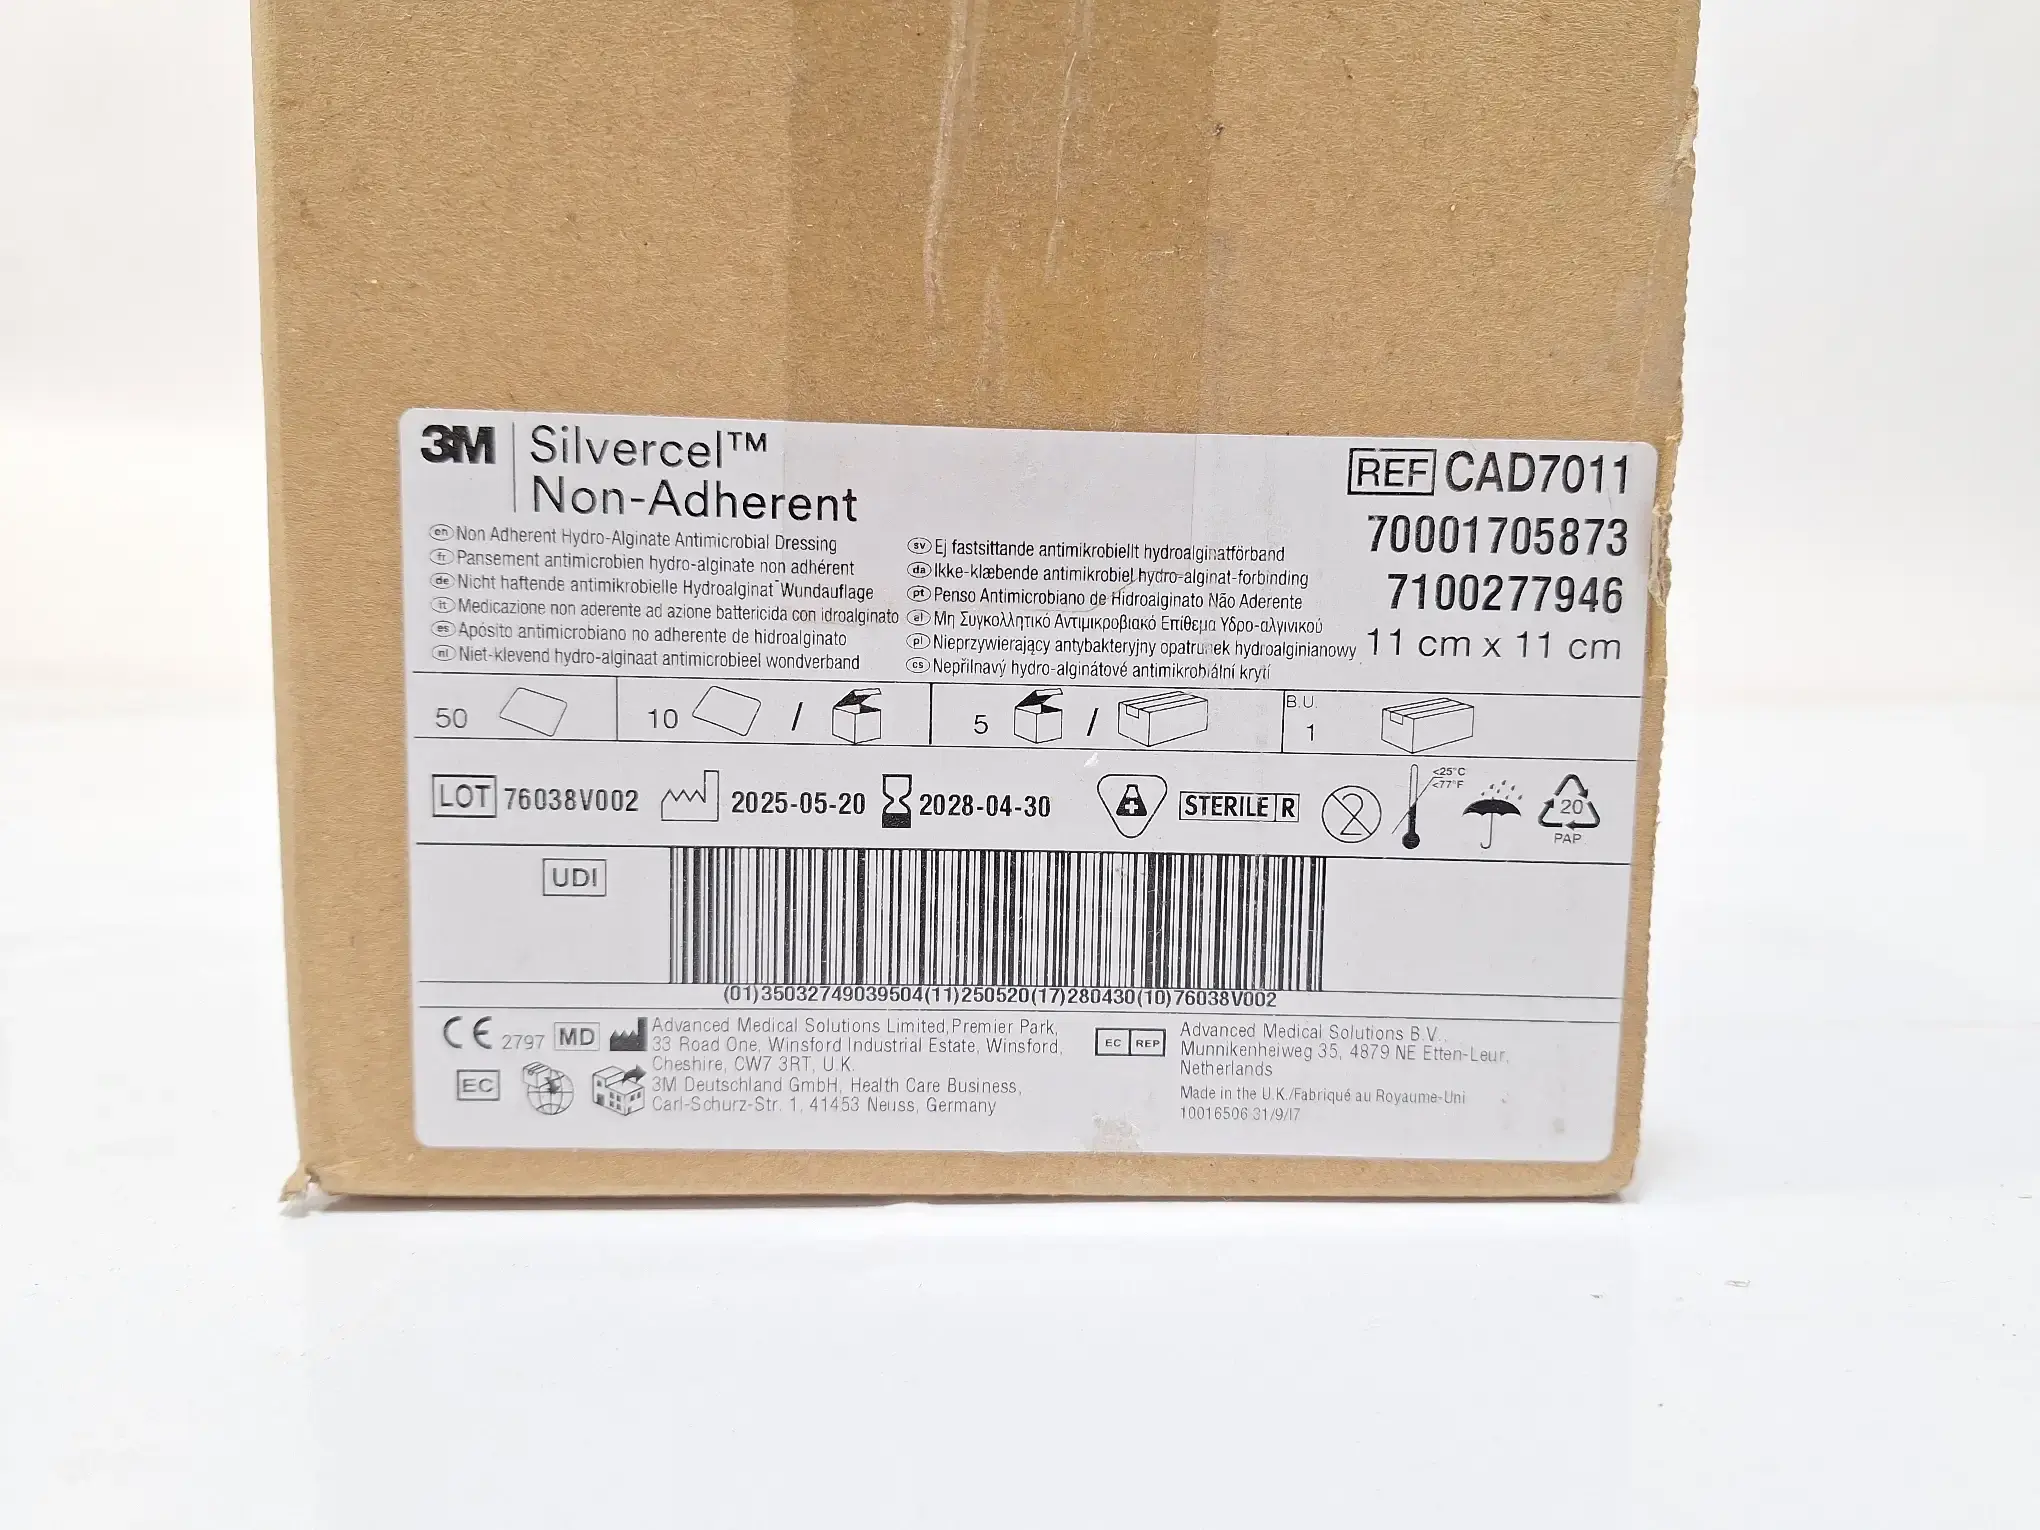 3M Silvercel™
Non-Adherent
REF CAD7011
70001705873
7100277946
11 cm x 11 cm
en Non Adherent Hydro-Alginate Antimicrobial Dressing
fr Pansement antimicrobien hydro-alginate non adhérent
de Nicht haftende antimikrobielle Hydroalginat-Wundauflage
it Medicazione non aderente ad azione battericida con idroalginato
es Apósito antimicrobiano no adherente de hidroalginato
nl Niet-klevend hydro-alginaat antimicrobieel wondverband
sv Ej fastsittande antimikrobiellt hydroalginatförband
da Ikke-klæbende antimikrobiel hydro-alginat-forbinding
pt Penso Antimicrobiano de Hidroalginato Não Aderente
el Μη Συγκολλητικό Αντιμικροβιακό Επίθεμα Υδρο-αλγινικού
pl Nieprzywierający antybakteryjny opatrunek hydroalginianowy
cs Nepřilnavý hydro-alginátové antimikrobiální krytí
50 10 / 5 / B.U. 1
LOT 76038V002 2025-05-20 2028-04-30 STERILE R 2 <25°C <77°F 20 PAP
UDI
(01)35032749039504(11)250520(17)280430(10)76038V002
CE 2797 MD
EC
Advanced Medical Solutions Limited, Premier Park,
33 Road One, Winsford Industrial Estate, Winsford,
Cheshire, CW7 3RT, U.K.
3M Deutschland GmbH, Health Care Business,
Carl-Schurz-Str. 1, 41453 Neuss, Germany
EC REP
Advanced Medical Solutions B.V.,
Munnikenheiweg 35, 4879 NE Etten-Leur,
Netherlands
Made in the U.K./Fabriqué au Royaume-Uni
10016506 31/9/17